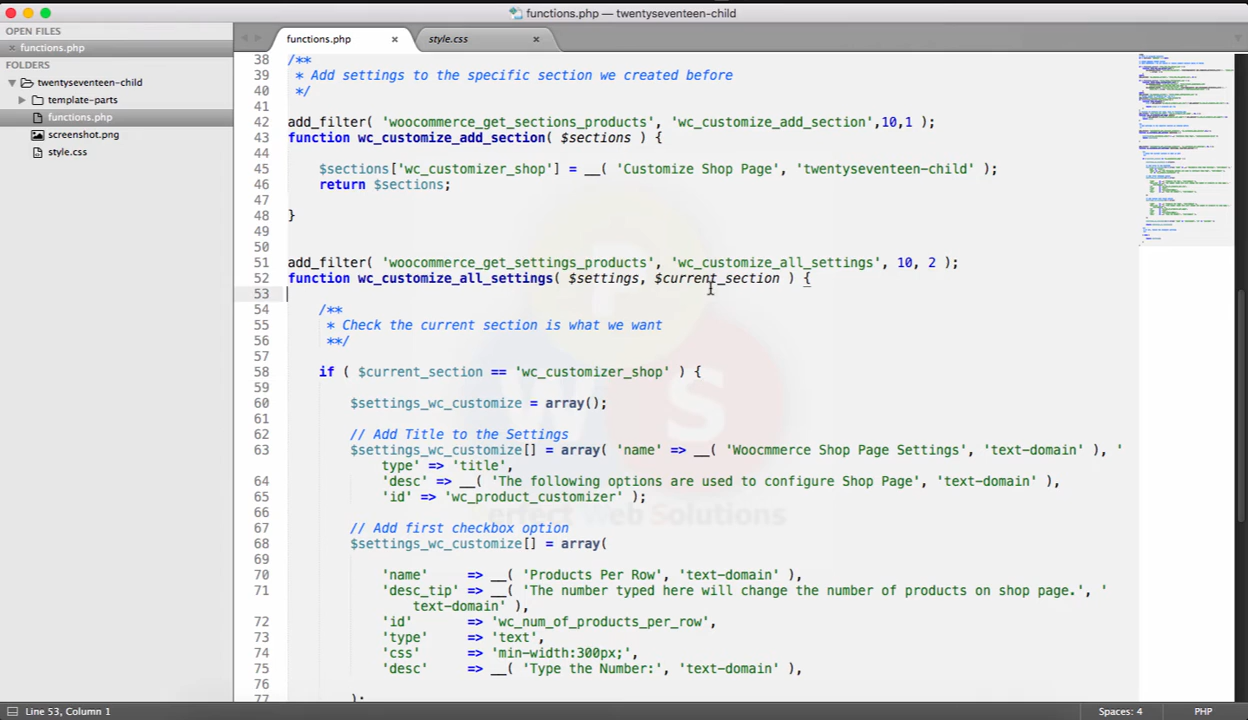 functions.php — twentyseventeen-child
OPEN FILES
× functions.php
FOLDERS
twentyseventeen-child
template-parts
functions.php
screenshot.png
style.css
functions.php ×
style.css ×
38 /**
39 * Add settings to the specific section we created before
40 */
41
42 add_filter( 'woocommerce_get_sections_products', 'wc_customize_add_section',10,1 );
43 function wc_customize_add_section( $sections ) {
44
45 $sections['wc_customizer_shop'] = __( 'Customize Shop Page', 'twentyseventeen-child' );
46 return $sections;
47
48 }
49
50
51 add_filter( 'woocommerce_get_settings_products', 'wc_customize_all_settings', 10, 2 );
52 function wc_customize_all_settings( $settings, $current_section ) {
53
54 /**
55 * Check the current section is what we want
56 **/
57
58 if ( $current_section == 'wc_customizer_shop' ) {
59
60 $settings_wc_customize = array();
61
62 // Add Title to the Settings
63 $settings_wc_customize[] = array( 'name' => __( 'Woocmmerce Shop Page Settings', 'text-domain' ), '
type' => 'title',
64 'desc' => __( 'The following options are used to configure Shop Page', 'text-domain' ),
65 'id' => 'wc_product_customizer' );
66
67 // Add first checkbox option
68 $settings_wc_customize[] = array(
69
70 'name' => __( 'Products Per Row', 'text-domain' ),
71 'desc_tip' => __( 'The number typed here will change the number of products on shop page.', '
text-domain' ),
72 'id' => 'wc_num_of_products_per_row',
73 'type' => 'text',
74 'css' => 'min-width:300px;',
75 'desc' => __( 'Type the Number:', 'text-domain' ),
76
77 );
P
W S
erfect Web Solutions
Line 53, Column 1
Spaces: 4
PHP